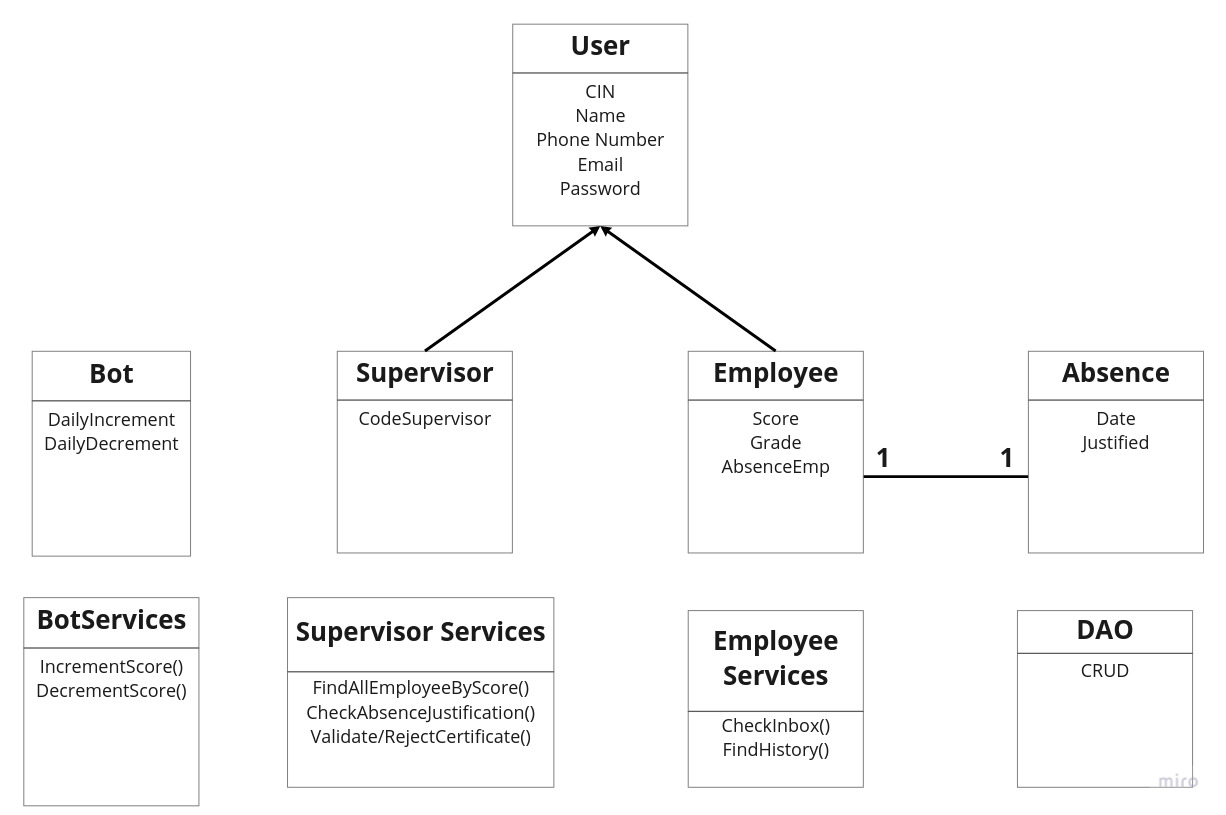 User
CIN
Name
Phone Number
Email
Password
Bot
DailyIncrement
DailyDecrement
Supervisor
CodeSupervisor
Employee
Score
Grade
AbsenceEmp
1
1
Absence
Date
Justified
BotServices
IncrementScore()
DecrementScore()
Supervisor Services
FindAllEmployeeByScore()
CheckAbsenceJustification()
Validate/RejectCertificate()
Employee
Services
CheckInbox()
FindHistory()
DAO
CRUD
miro